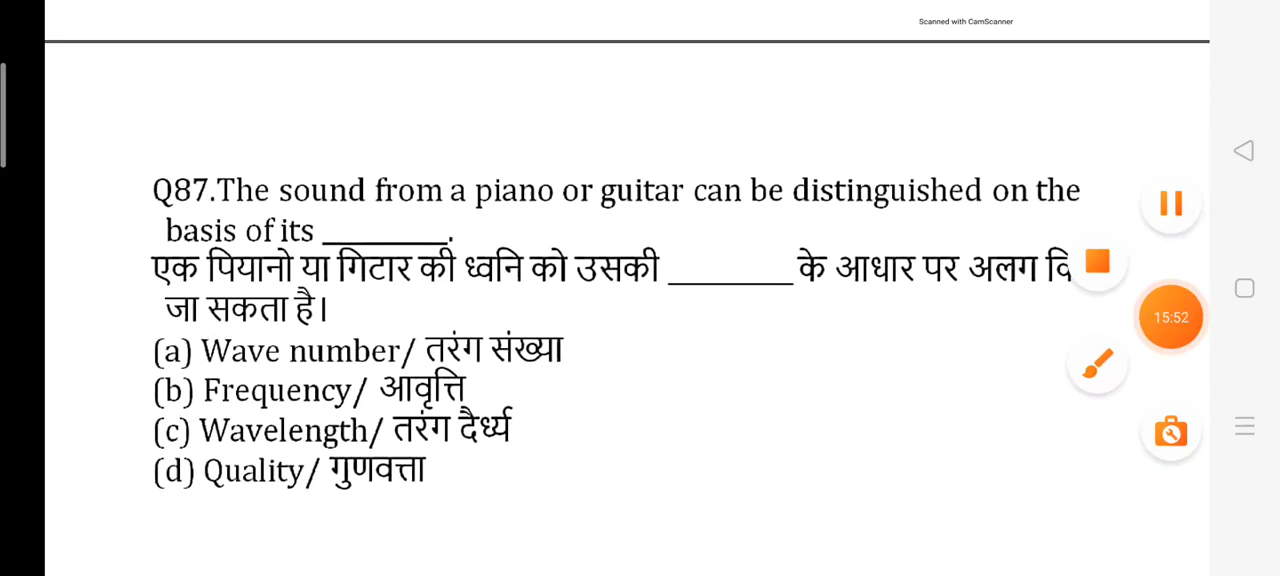 Scanned with CamScanner
Q87.The sound from a piano or guitar can be distinguished on the
basis of its ________.
एक पियानो या गिटार की ध्वनि को उसकी ________ के आधार पर अलग
जा सकता है।
(a) Wave number/ तरंग संख्या
(b) Frequency/ आवृत्ति
(c) Wavelength/ तरंग दैर्ध्य
(d) Quality/ गुणवत्ता
15:52